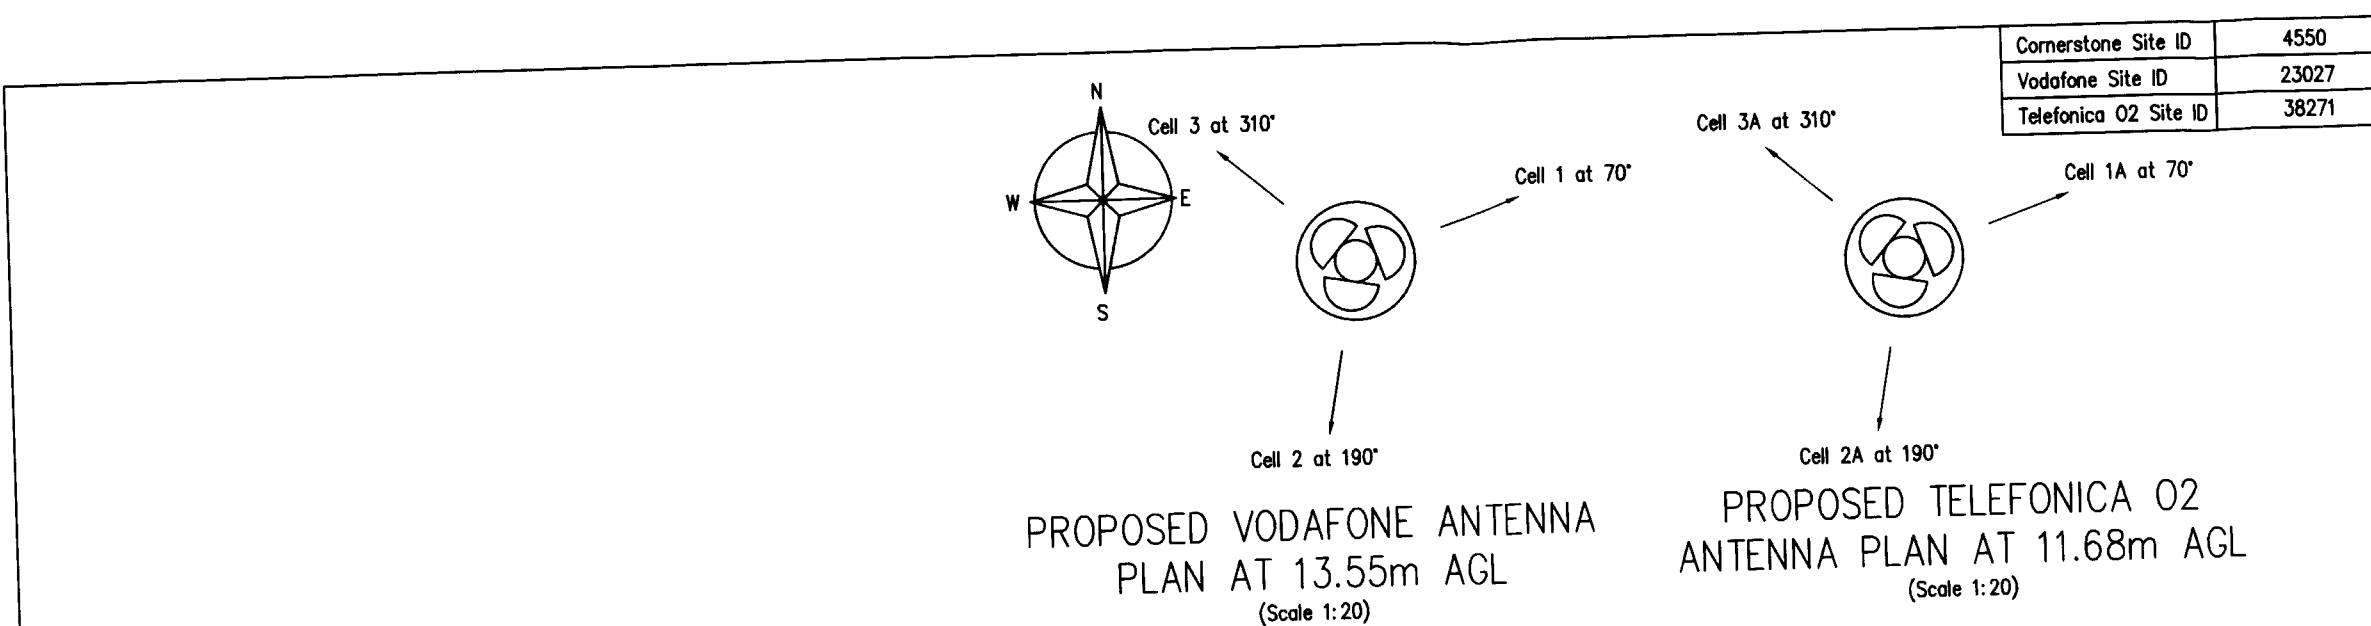 Cornerstone Site ID 4550
Vodafone Site ID 23027
Telefonica O2 Site ID 38271
N
W
E
S
Cell 3 at 310°
Cell 1 at 70°
Cell 2 at 190°
PROPOSED VODAFONE ANTENNA
PLAN AT 13.55m AGL
(Scale 1:20)
Cell 3A at 310°
Cell 1A at 70°
Cell 2A at 190°
PROPOSED TELEFONICA O2
ANTENNA PLAN AT 11.68m AGL
(Scale 1:20)